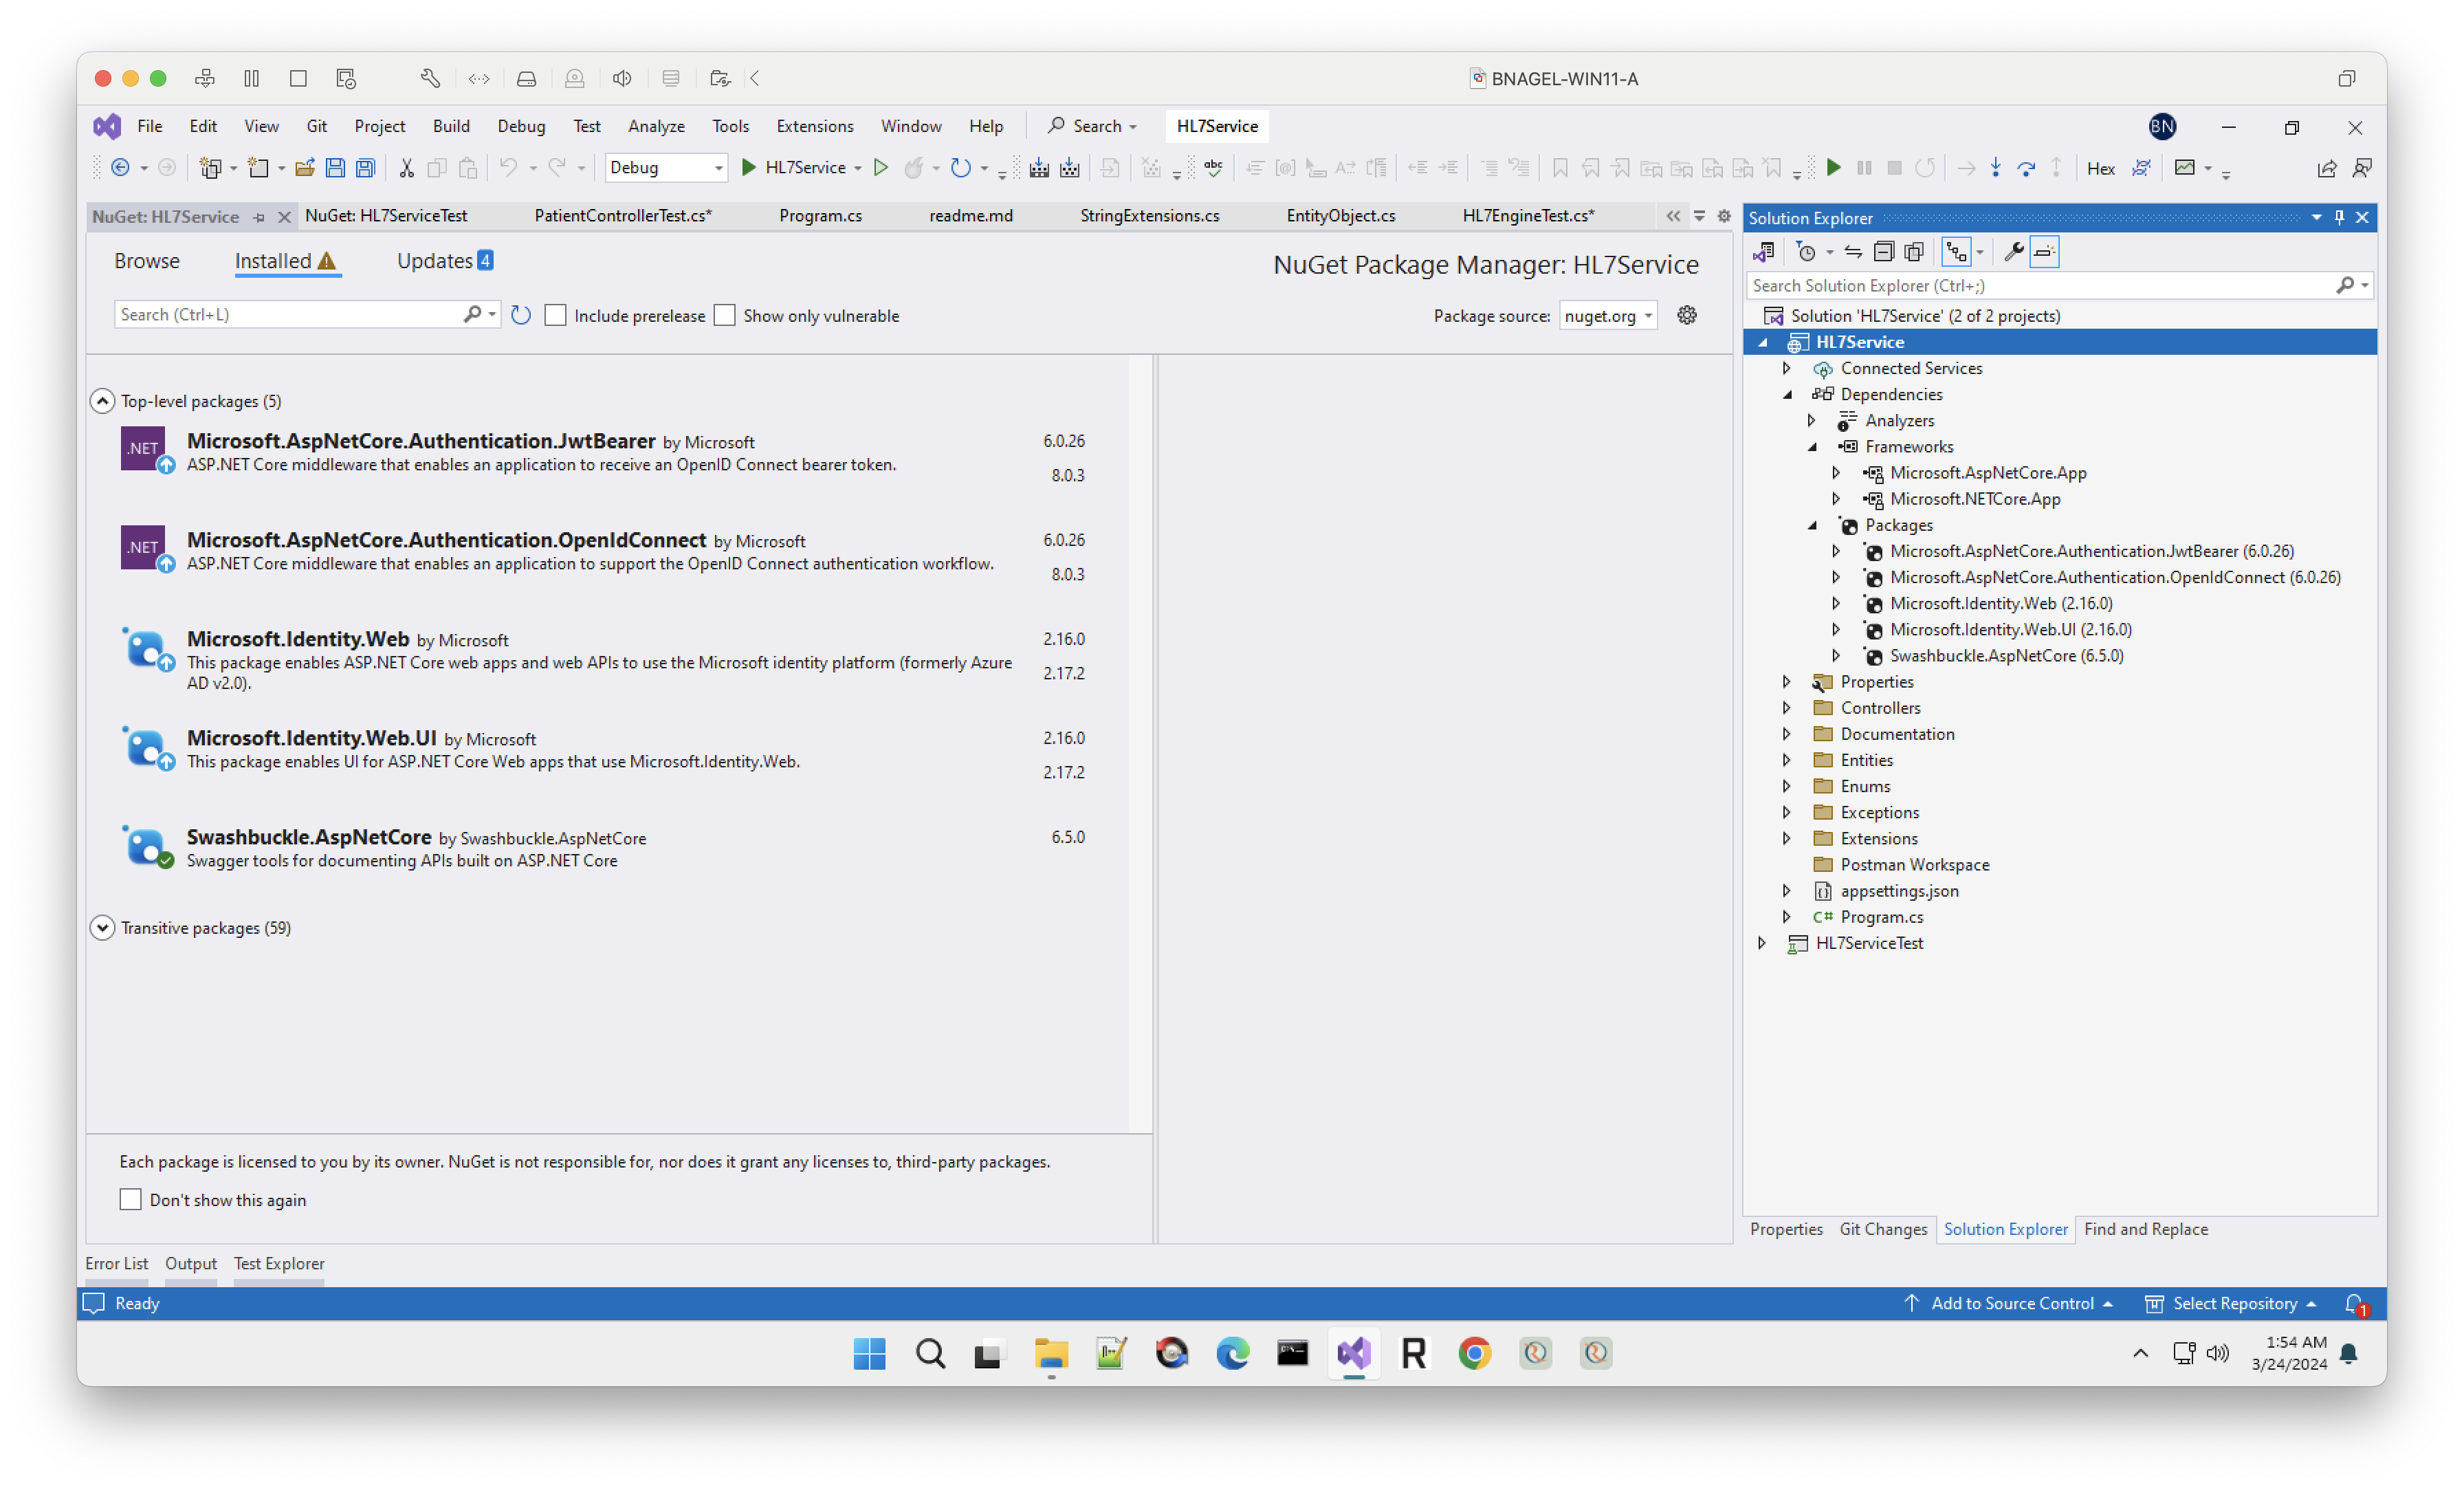 BNAGEL-WIN11-A
File Edit View Git Project Build Debug Test Analyze Tools Extensions Window Help Search HL7Service BN
Debug HL7Service abc Hex
NuGet: HL7Service NuGet: HL7ServiceTest PatientControllerTest.cs* Program.cs readme.md StringExtensions.cs EntityObject.cs HL7EngineTest.cs*
Browse Installed Updates 4
NuGet Package Manager: HL7Service
Search (Ctrl+L) Include prerelease Show only vulnerable Package source: nuget.org
Top-level packages (5)
.NET Microsoft.AspNetCore.Authentication.JwtBearer by Microsoft 6.0.26
ASP.NET Core middleware that enables an application to receive an OpenID Connect bearer token.
8.0.3
.NET Microsoft.AspNetCore.Authentication.OpenIdConnect by Microsoft 6.0.26
ASP.NET Core middleware that enables an application to support the OpenID Connect authentication workflow.
8.0.3
Microsoft.Identity.Web by Microsoft 2.16.0
This package enables ASP.NET Core web apps and web APIs to use the Microsoft identity platform (formerly Azure
AD v2.0).
2.17.2
Microsoft.Identity.Web.UI by Microsoft 2.16.0
This package enables UI for ASP.NET Core Web apps that use Microsoft.Identity.Web.
2.17.2
Swashbuckle.AspNetCore by Swashbuckle.AspNetCore 6.5.0
Swagger tools for documenting APIs built on ASP.NET Core
Transitive packages (59)
Each package is licensed to you by its owner. NuGet is not responsible for, nor does it grant any licenses to, third-party packages.
Don't show this again
Solution Explorer
Search Solution Explorer (Ctrl+;)
Solution 'HL7Service' (2 of 2 projects)
HL7Service
Connected Services
Dependencies
Analyzers
Frameworks
Microsoft.AspNetCore.App
Microsoft.NETCore.App
Packages
Microsoft.AspNetCore.Authentication.JwtBearer (6.0.26)
Microsoft.AspNetCore.Authentication.OpenIdConnect (6.0.26)
Microsoft.Identity.Web (2.16.0)
Microsoft.Identity.Web.UI (2.16.0)
Swashbuckle.AspNetCore (6.5.0)
Properties
Controllers
Documentation
Entities
Enums
Exceptions
Extensions
Postman Workspace
appsettings.json
C# Program.cs
HL7ServiceTest
Properties Git Changes Solution Explorer Find and Replace
Error List Output Test Explorer
Ready Add to Source Control Select Repository 1
1:54 AM
3/24/2024